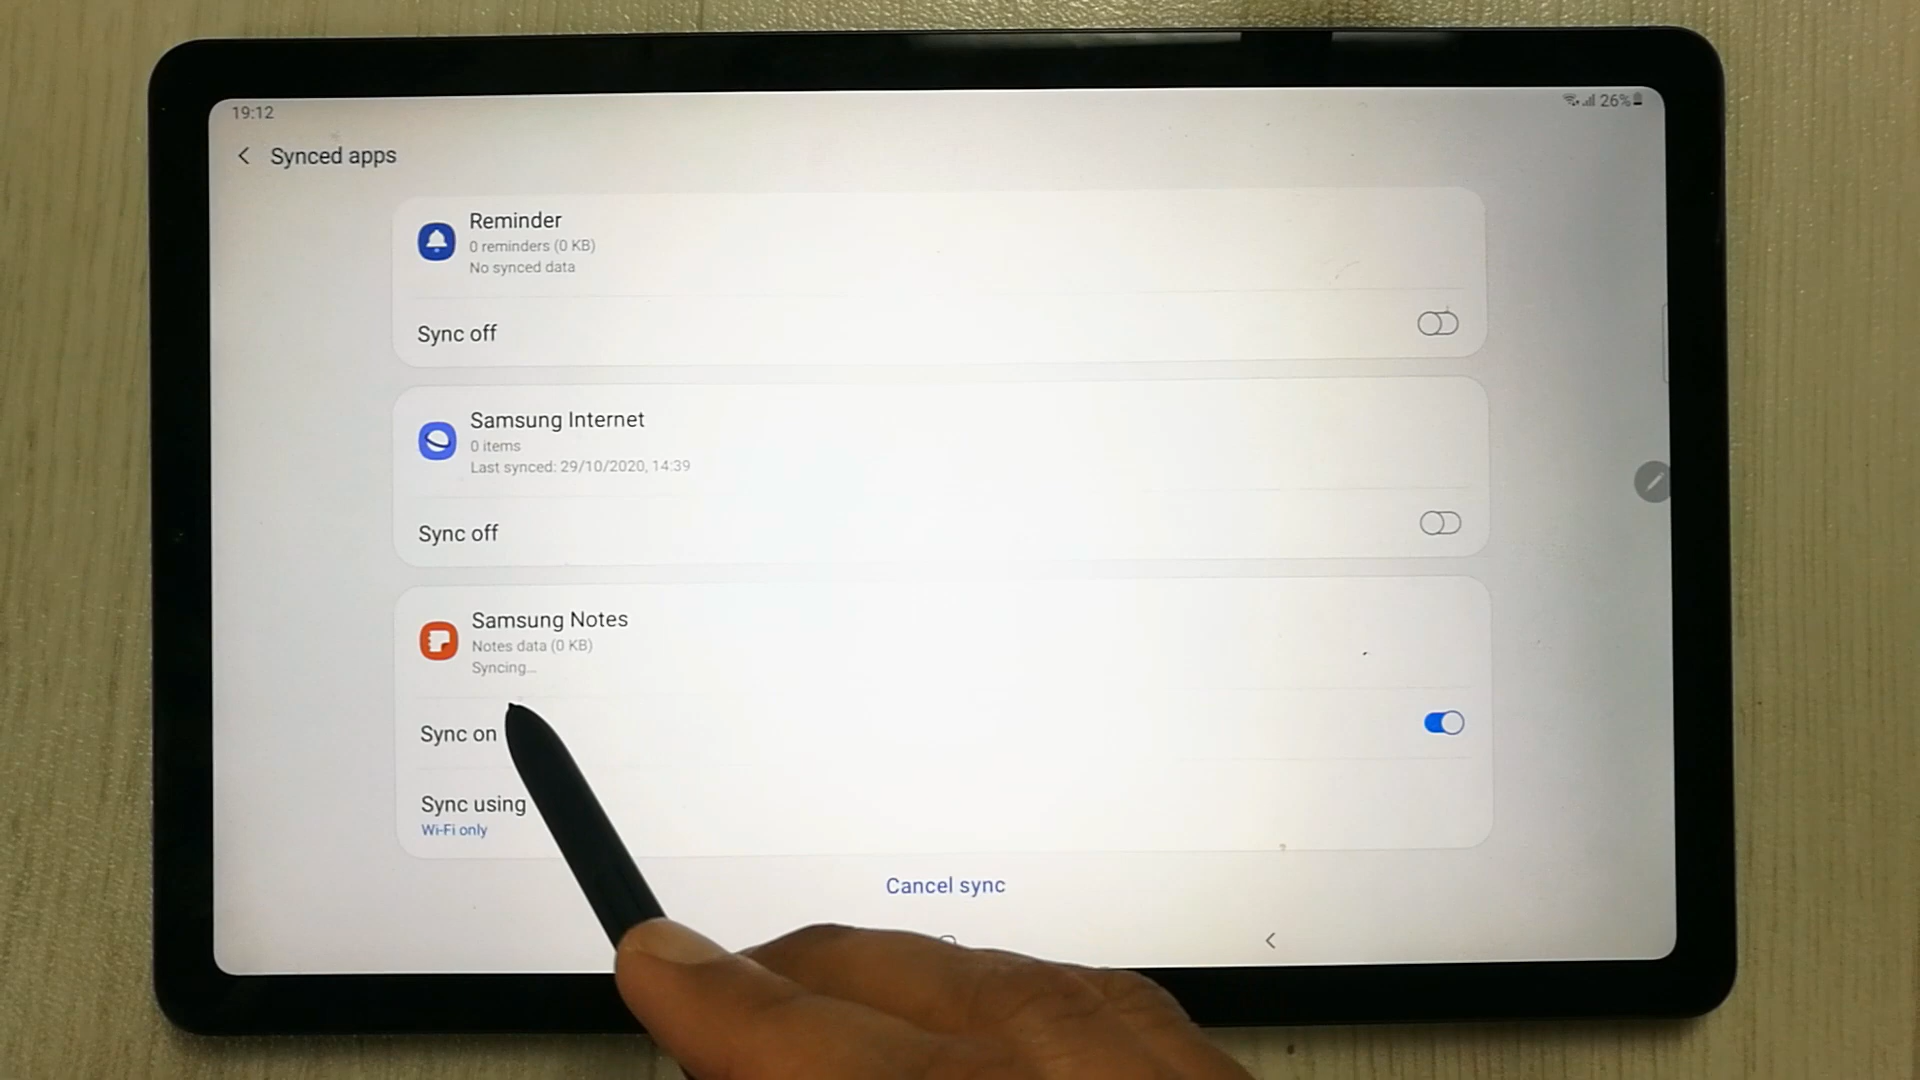 19:12
26%
Synced apps
Reminder
0 reminders (0 KB)
No synced data
Sync off
Samsung Internet
0 items
Last synced: 29/10/2020, 14:39
Sync off
Samsung Notes
Notes data (0 KB)
Syncing...
Sync on
Sync using
Wi-Fi only
Cancel sync